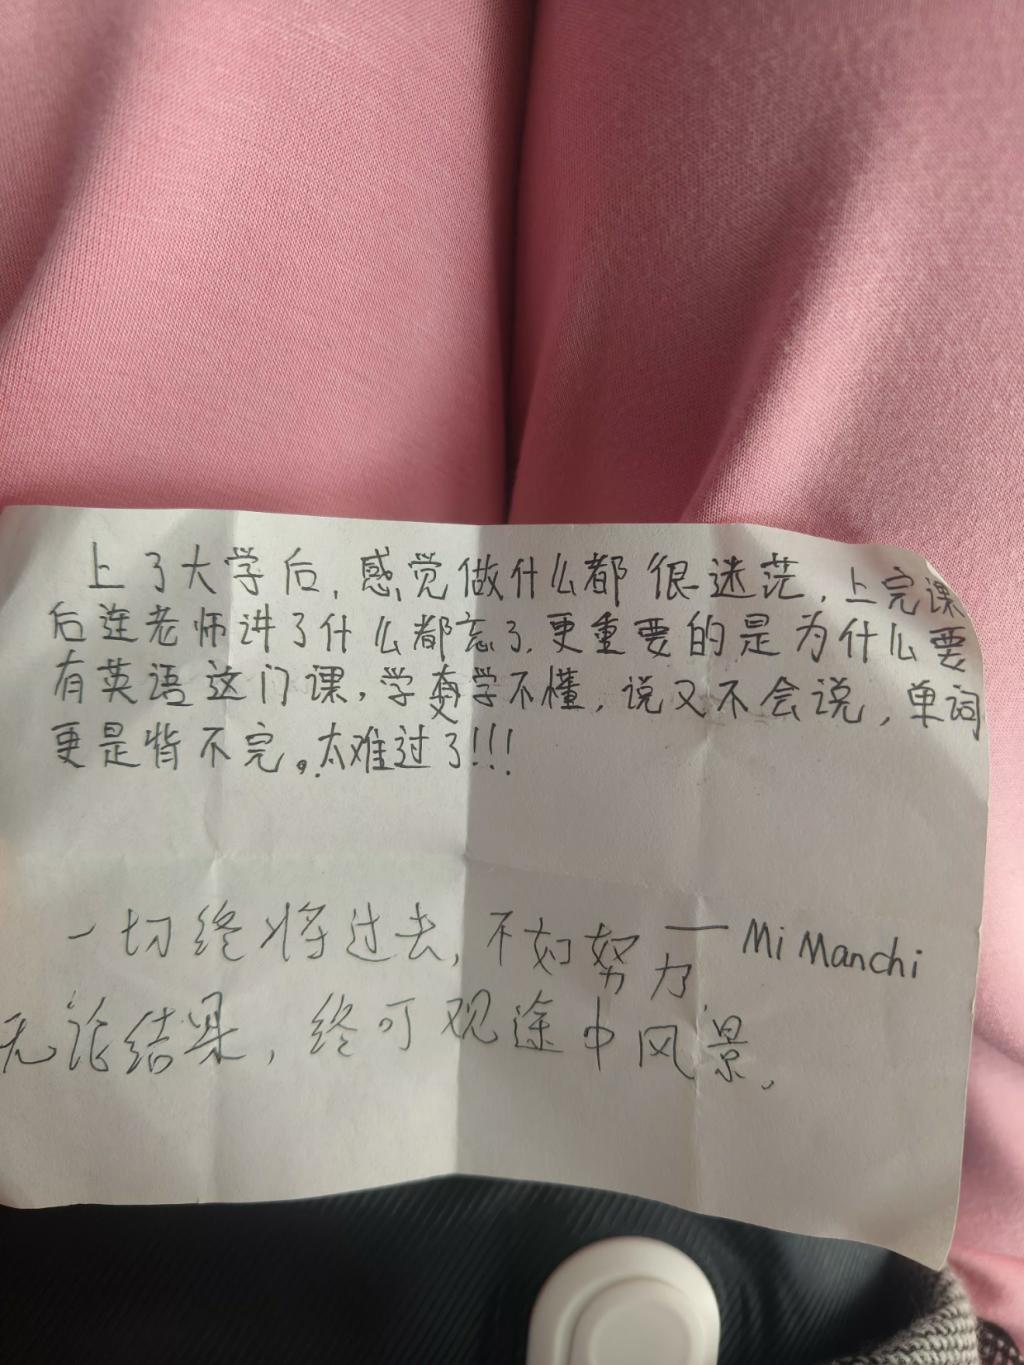 上了大学后，感觉做什么都很迷茫，上完课
后连老师讲了什么都忘了，更重要的是为什么要
有英语这门课，学又学不懂，说又不会说，单词
更是背不完。太难过了！！！
一切终将过去，不如努力——Mi Manchi
无论结果，终可观途中风景。